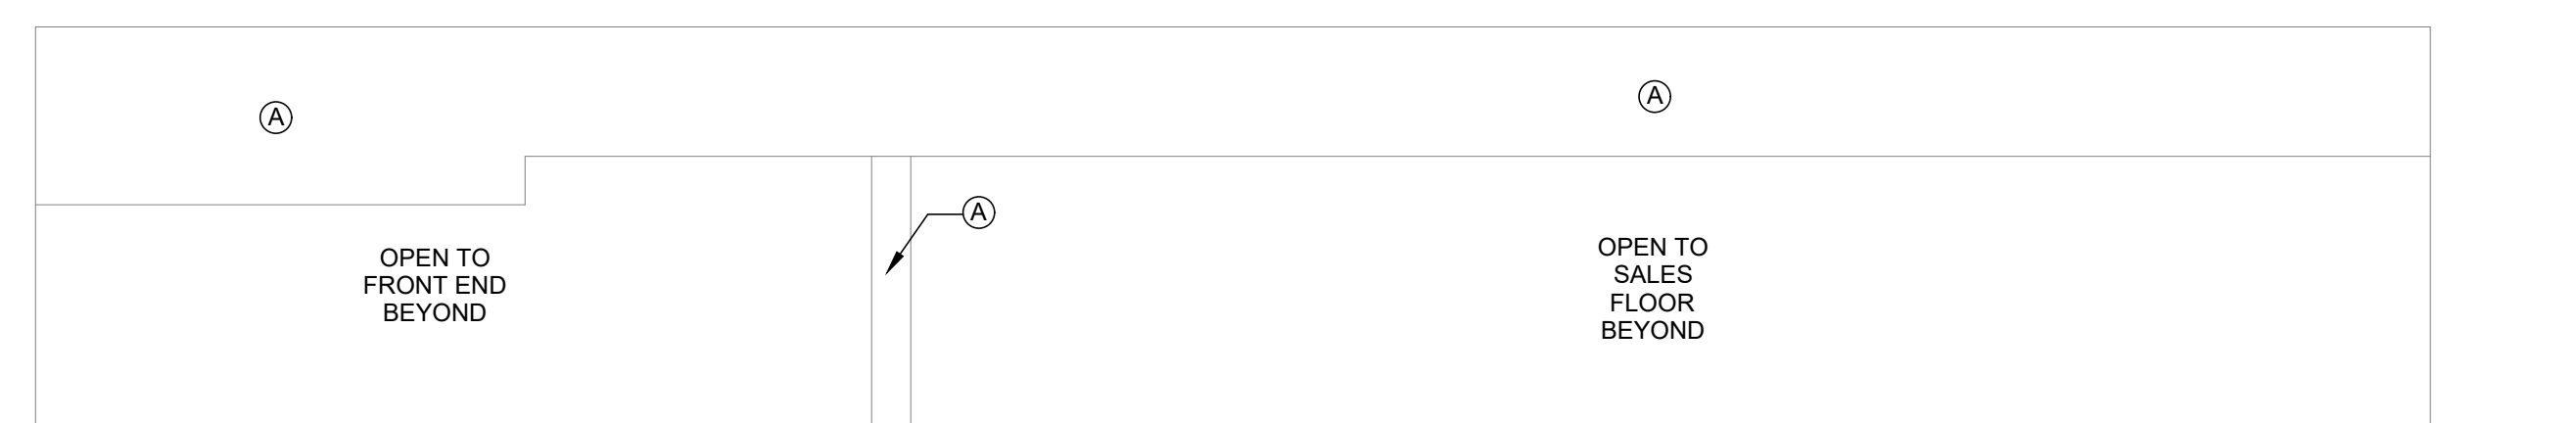 A
A
A
OPEN TO
FRONT END
BEYOND
OPEN TO
SALES
FLOOR
BEYOND